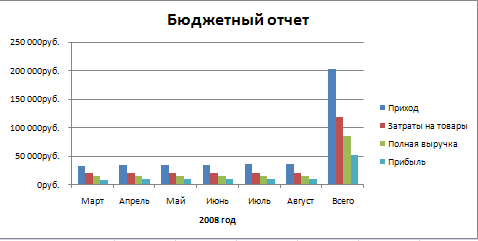 Бюджетный отчет
250 000руб.
200 000руб.
150 000руб.
100 000руб.
50 000руб.
0руб.
Март Апрель Май Июнь Июль Август Всего
2008 год
Приход
Затраты на товары
Полная выручка
Прибыль